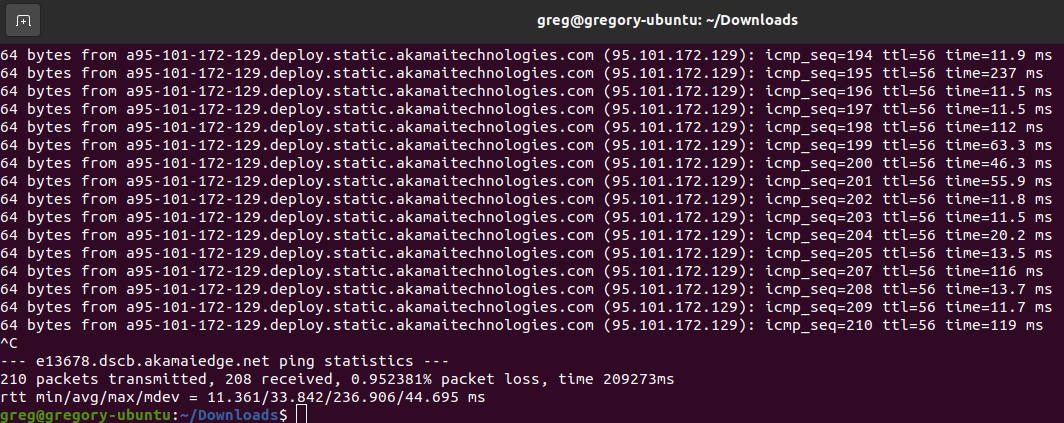 greg@gregory-ubuntu: ~/Downloads
64 bytes from a95-101-172-129.deploy.static.akamaitechnologies.com (95.101.172.129): icmp_seq=194 ttl=56 time=11.9 ms
64 bytes from a95-101-172-129.deploy.static.akamaitechnologies.com (95.101.172.129): icmp_seq=195 ttl=56 time=237 ms
64 bytes from a95-101-172-129.deploy.static.akamaitechnologies.com (95.101.172.129): icmp_seq=196 ttl=56 time=11.5 ms
64 bytes from a95-101-172-129.deploy.static.akamaitechnologies.com (95.101.172.129): icmp_seq=197 ttl=56 time=11.5 ms
64 bytes from a95-101-172-129.deploy.static.akamaitechnologies.com (95.101.172.129): icmp_seq=198 ttl=56 time=112 ms
64 bytes from a95-101-172-129.deploy.static.akamaitechnologies.com (95.101.172.129): icmp_seq=199 ttl=56 time=63.3 ms
64 bytes from a95-101-172-129.deploy.static.akamaitechnologies.com (95.101.172.129): icmp_seq=200 ttl=56 time=46.3 ms
64 bytes from a95-101-172-129.deploy.static.akamaitechnologies.com (95.101.172.129): icmp_seq=201 ttl=56 time=55.9 ms
64 bytes from a95-101-172-129.deploy.static.akamaitechnologies.com (95.101.172.129): icmp_seq=202 ttl=56 time=11.8 ms
64 bytes from a95-101-172-129.deploy.static.akamaitechnologies.com (95.101.172.129): icmp_seq=203 ttl=56 time=11.5 ms
64 bytes from a95-101-172-129.deploy.static.akamaitechnologies.com (95.101.172.129): icmp_seq=204 ttl=56 time=20.2 ms
64 bytes from a95-101-172-129.deploy.static.akamaitechnologies.com (95.101.172.129): icmp_seq=205 ttl=56 time=13.5 ms
64 bytes from a95-101-172-129.deploy.static.akamaitechnologies.com (95.101.172.129): icmp_seq=207 ttl=56 time=116 ms
64 bytes from a95-101-172-129.deploy.static.akamaitechnologies.com (95.101.172.129): icmp_seq=208 ttl=56 time=13.7 ms
64 bytes from a95-101-172-129.deploy.static.akamaitechnologies.com (95.101.172.129): icmp_seq=209 ttl=56 time=11.7 ms
64 bytes from a95-101-172-129.deploy.static.akamaitechnologies.com (95.101.172.129): icmp_seq=210 ttl=56 time=119 ms
^C
--- e13678.dscb.akamaiedge.net ping statistics ---
210 packets transmitted, 208 received, 0.952381% packet loss, time 209273ms
rtt min/avg/max/mdev = 11.361/33.842/236.906/44.695 ms
greg@gregory-ubuntu:~/Downloads$